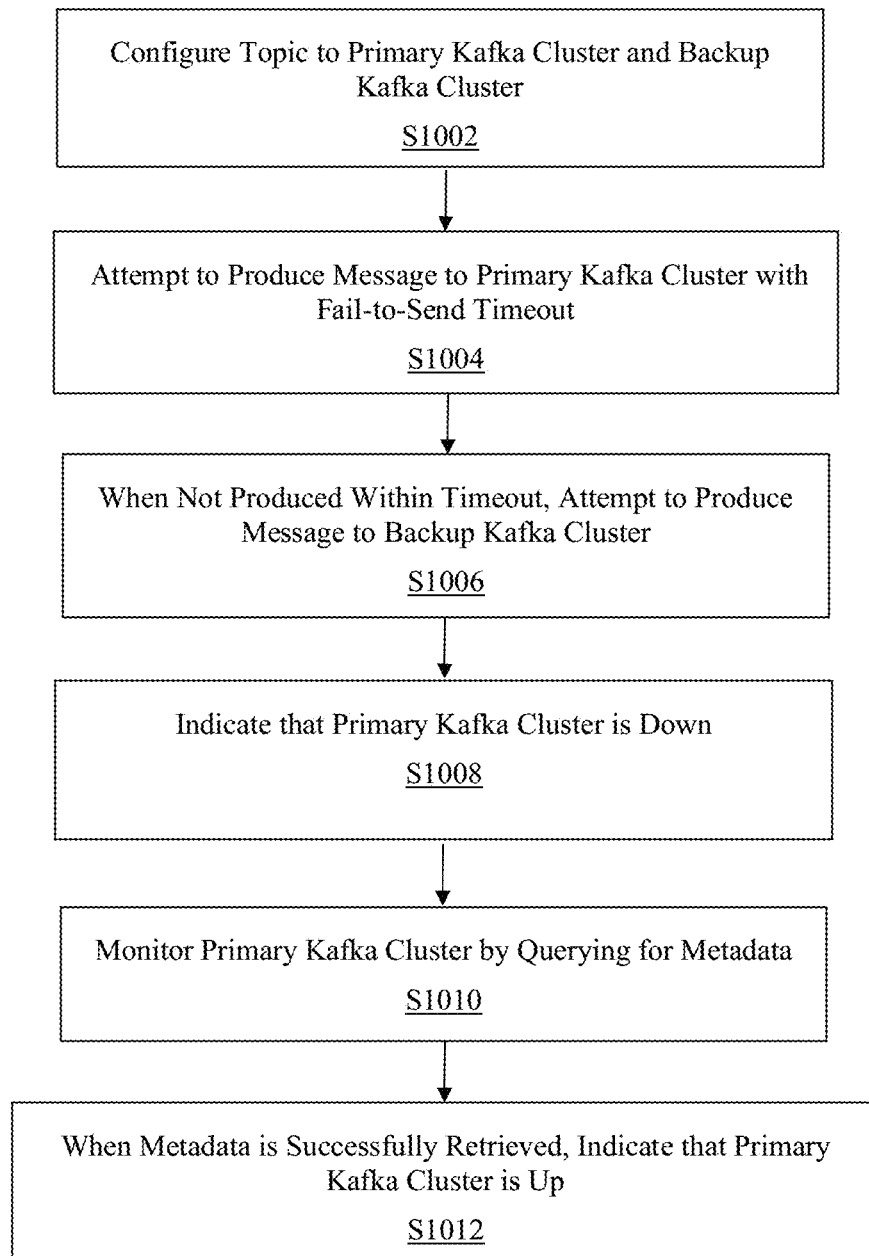 Configure Topic to Primary Kafka Cluster and Backup
Kafka Cluster
S1002
Attempt to Produce Message to Primary Kafka Cluster with
Fail-to-Send Timeout
S1004
When Not Produced Within Timeout, Attempt to Produce
Message to Backup Kafka Cluster
S1006
Indicate that Primary Kafka Cluster is Down
S1008
Monitor Primary Kafka Cluster by Querying for Metadata
S1010
When Metadata is Successfully Retrieved, Indicate that Primary
Kafka Cluster is Up
S1012